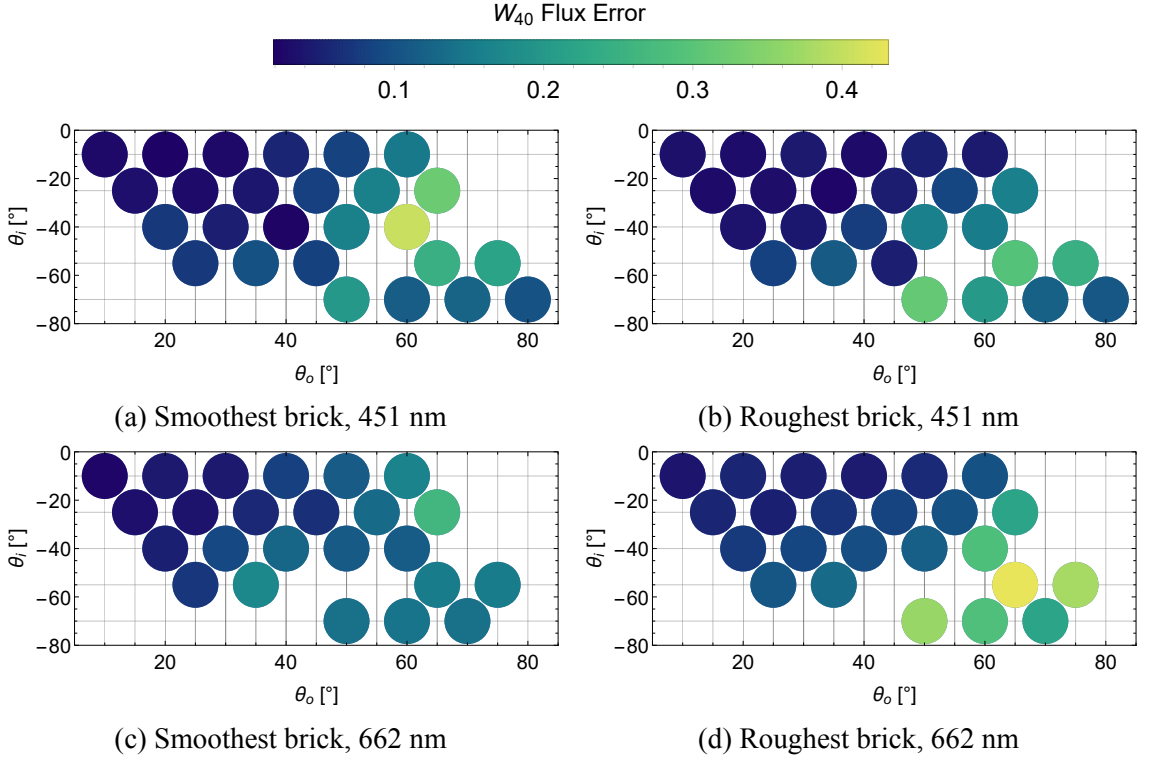 W40 Flux Error
0.1 0.2 0.3 0.4
0
−20
−40
−60
−80
θi [°]
20 40 60 80
θo [°]
(a) Smoothest brick, 451 nm
0
−20
−40
−60
−80
θi [°]
20 40 60 80
θo [°]
(b) Roughest brick, 451 nm
0
−20
−40
−60
−80
θi [°]
20 40 60 80
θo [°]
(c) Smoothest brick, 662 nm
0
−20
−40
−60
−80
θi [°]
20 40 60 80
θo [°]
(d) Roughest brick, 662 nm